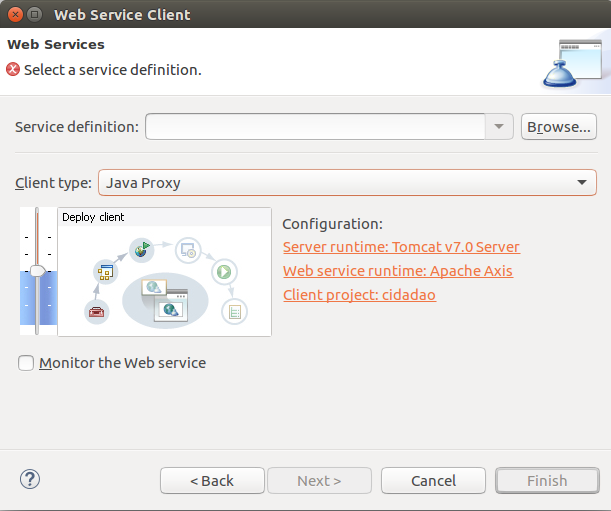 Web Service Client
Web Services
Select a service definition.
Service definition:
Browse...
Client type: Java Proxy
Deploy client
Configuration:
Server runtime: Tomcat v7.0 Server
Web service runtime: Apache Axis
Client project: cidadao
Monitor the Web service
? < Back Next > Cancel Finish